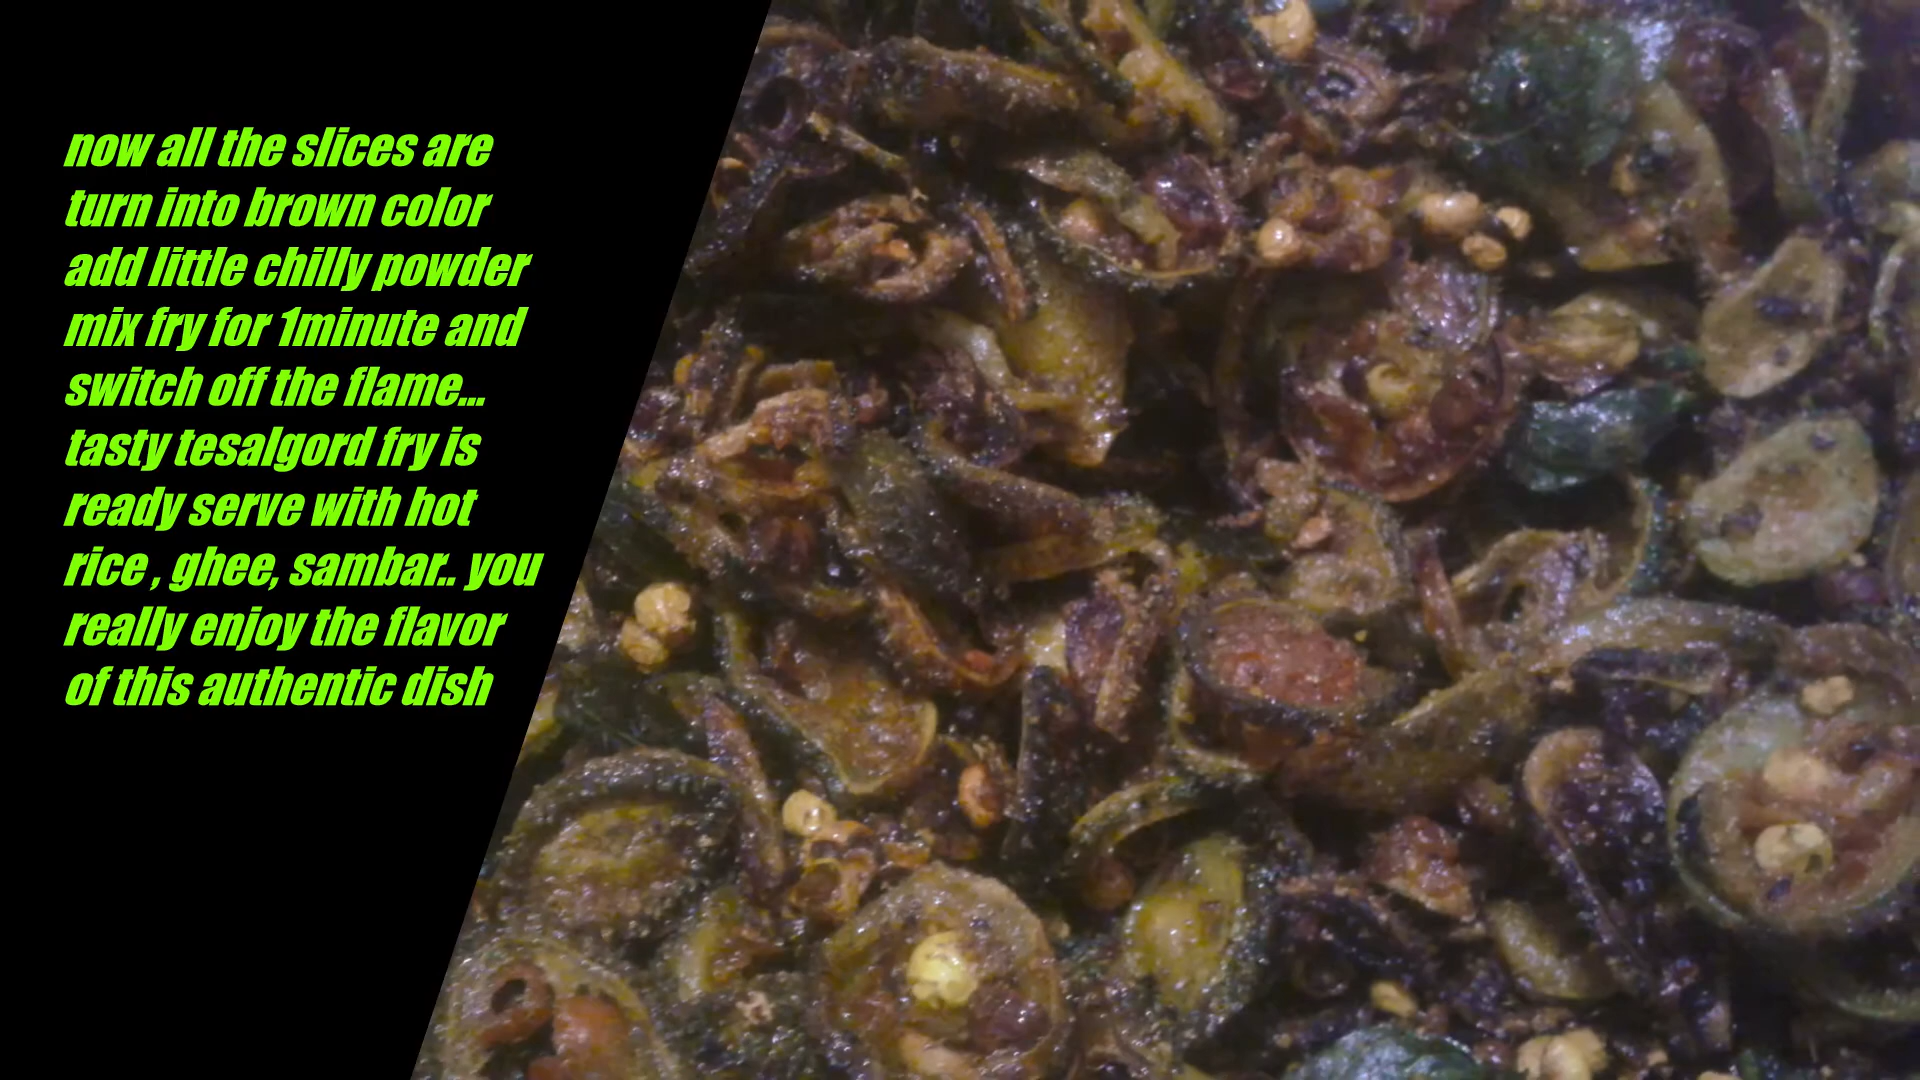 now all the slices are
turn into brown color
add little chilly powder
mix fry for 1minute and
switch off the flame...
tasty tesalgord fry is
ready serve with hot
rice , ghee, sambar.. you
really enjoy the flavor
of this authentic dish